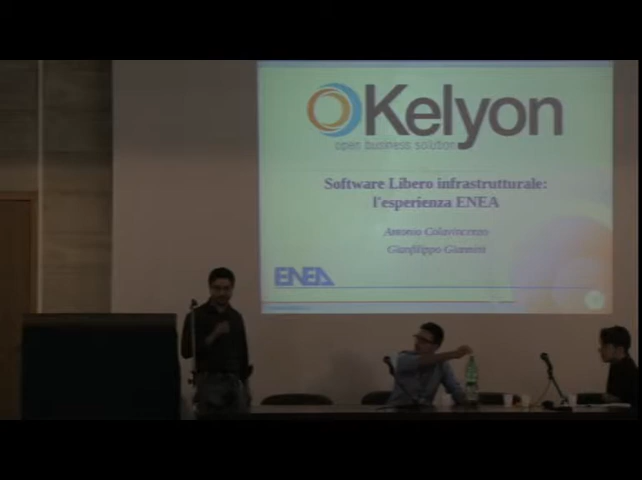 Kelyon
open business solution
Software Libero infrastrutturale:
l'esperienza ENEA
Antonio Colavincenzo
Gianfilippo Giannini
ENEA